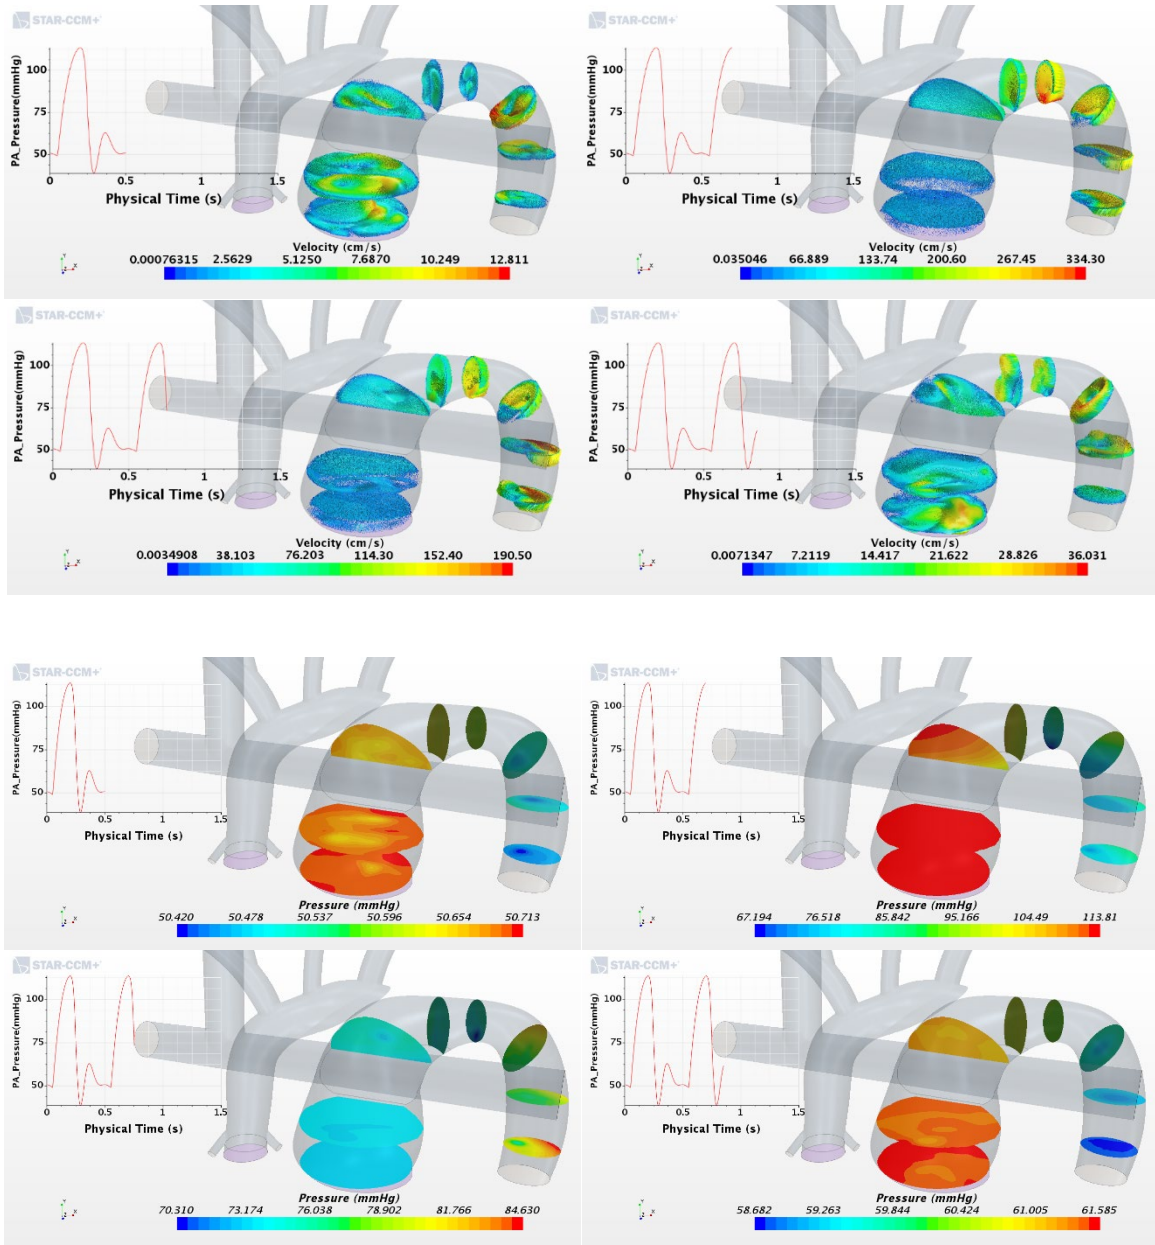 STAR-CCM+
PA_Pressure(mmHg)
100
75
50
0 0.5 1 1.5
Physical Time (s)
Velocity (cm/s)
0.00076315 2.5629 5.1250 7.6870 10.249 12.811
STAR-CCM+
PA_Pressure(mmHg)
100
75
50
0 0.5 1 1.5
Physical Time (s)
Velocity (cm/s)
0.035046 66.889 133.74 200.60 267.45 334.30
STAR-CCM+
PA_Pressure(mmHg)
100
75
50
0 0.5 1 1.5
Physical Time (s)
Velocity (cm/s)
0.0034908 38.103 76.203 114.30 152.40 190.50
STAR-CCM+
PA_Pressure(mmHg)
100
75
50
0 0.5 1 1.5
Physical Time (s)
Velocity (cm/s)
0.0071347 7.2119 14.417 21.622 28.826 36.031
STAR-CCM+
PA_Pressure(mmHg)
100
75
50
0 0.5 1 1.5
Physical Time (s)
Pressure (mmHg)
50.420 50.478 50.537 50.596 50.654 50.713
STAR-CCM+
PA_Pressure(mmHg)
100
75
50
0 0.5 1 1.5
Physical Time (s)
Pressure (mmHg)
67.194 76.518 85.842 95.166 104.49 113.81
STAR-CCM+
PA_Pressure(mmHg)
100
75
50
0 0.5 1 1.5
Physical Time (s)
Pressure (mmHg)
70.310 73.174 76.038 78.902 81.766 84.630
STAR-CCM+
PA_Pressure(mmHg)
100
75
50
0 0.5 1 1.5
Physical Time (s)
Pressure (mmHg)
58.682 59.263 59.844 60.424 61.005 61.585